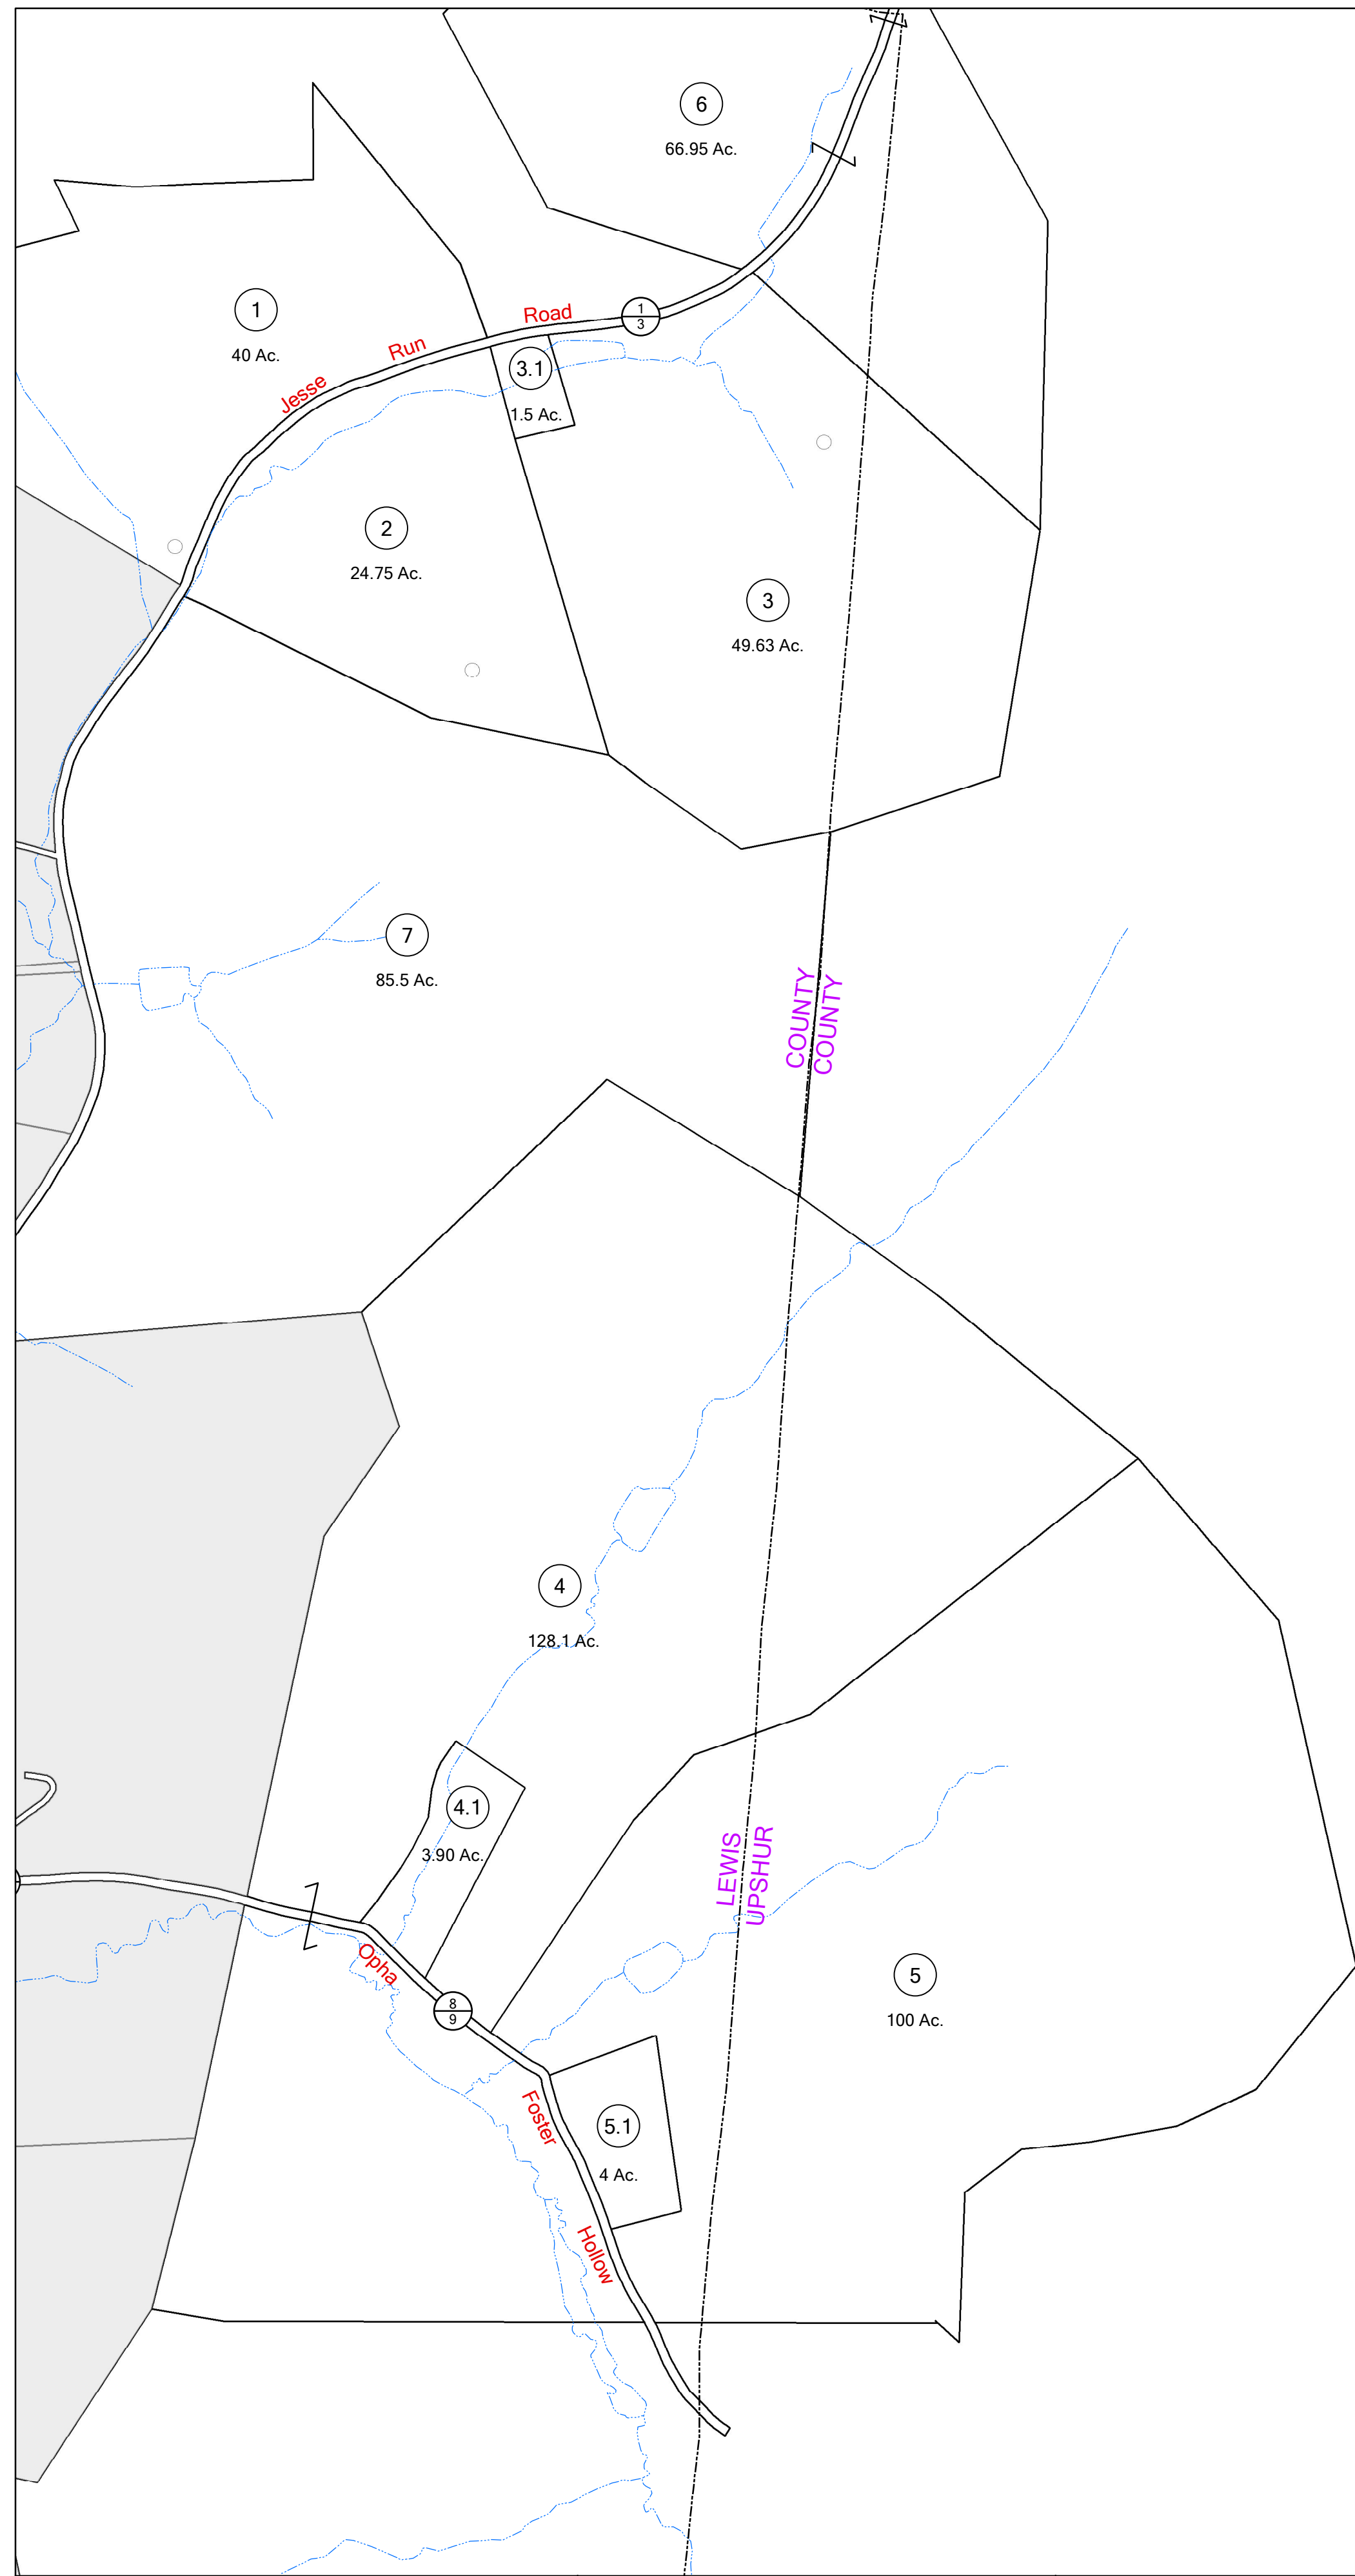 6
66.95 Ac.
1
40 Ac.
Jesse Run Road
1
3
3.1
1.5 Ac.
2
24.75 Ac.
3
49.63 Ac.
7
85.5 Ac.
COUNTY
COUNTY
4
128.1 Ac.
4.1
3.90 Ac.
LEWIS
UPSHUR
5
100 Ac.
Opha
8
9
Foster
5.1
4 Ac.
Hollow